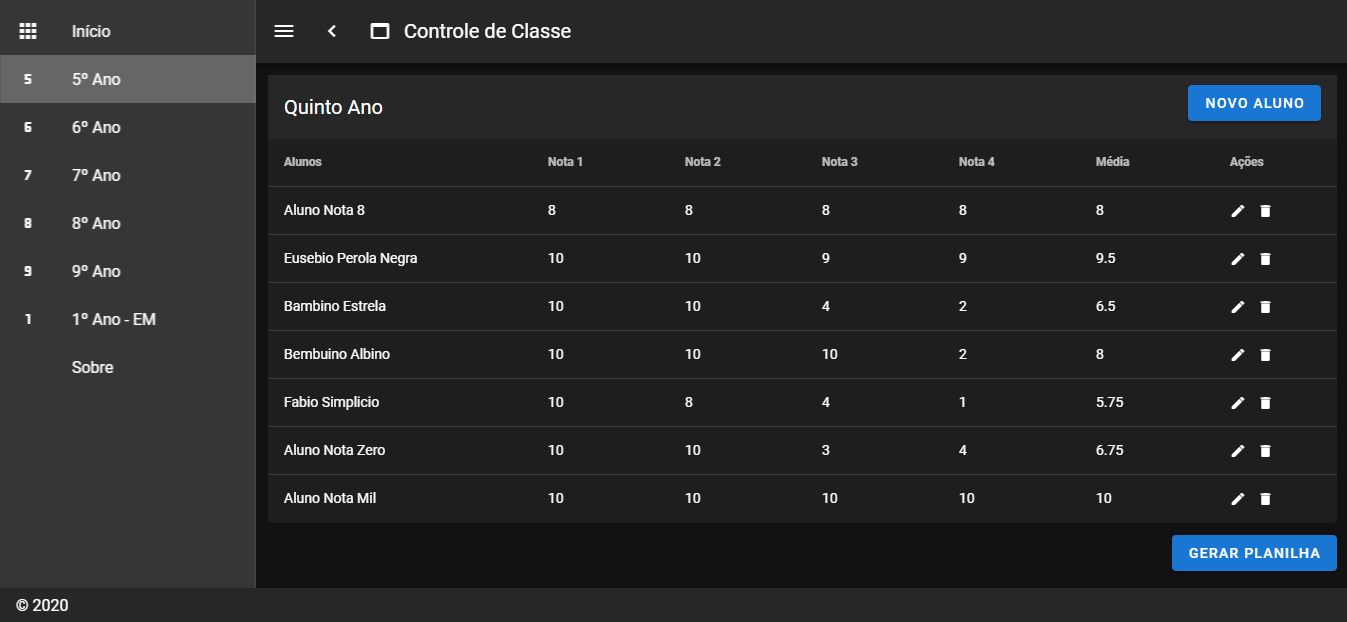 Início
5 5º Ano
6 6º Ano
7 7º Ano
8 8º Ano
9 9º Ano
1 1º Ano - EM
Sobre
Controle de Classe
Quinto Ano
NOVO ALUNO
Alunos Nota 1 Nota 2 Nota 3 Nota 4 Média Ações
Aluno Nota 8 8 8 8 8 8
Eusebio Perola Negra 10 10 9 9 9.5
Bambino Estrela 10 10 4 2 6.5
Bembuino Albino 10 10 10 2 8
Fabio Simplicio 10 8 4 1 5.75
Aluno Nota Zero 10 10 3 4 6.75
Aluno Nota Mil 10 10 10 10 10
GERAR PLANILHA
© 2020